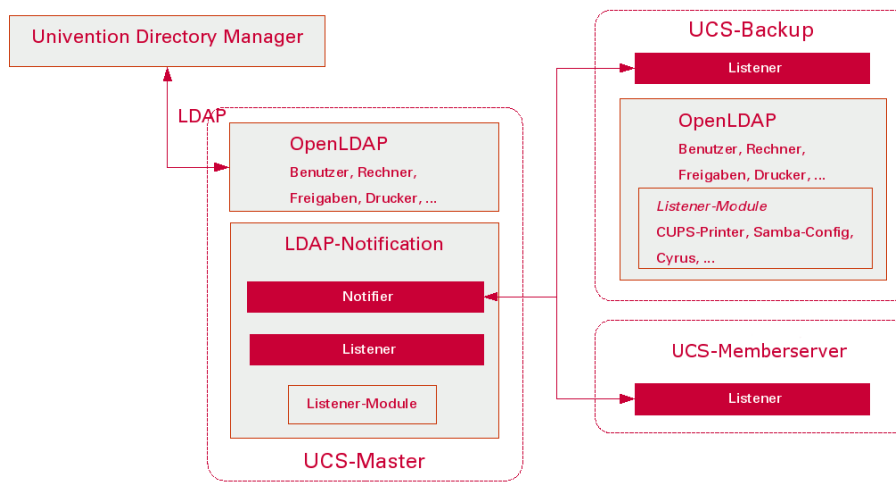 Univention Directory Manager
LDAP
OpenLDAP
Benutzer, Rechner,
Freigaben, Drucker, ...
LDAP-Notification
Notifier
Listener
Listener-Module
UCS-Master
UCS-Backup
Listener
OpenLDAP
Benutzer, Rechner,
Freigaben, Drucker, ...
Listener-Module
CUPS-Printer, Samba-Config,
Cyrus, ...
UCS-Memberserver
Listener